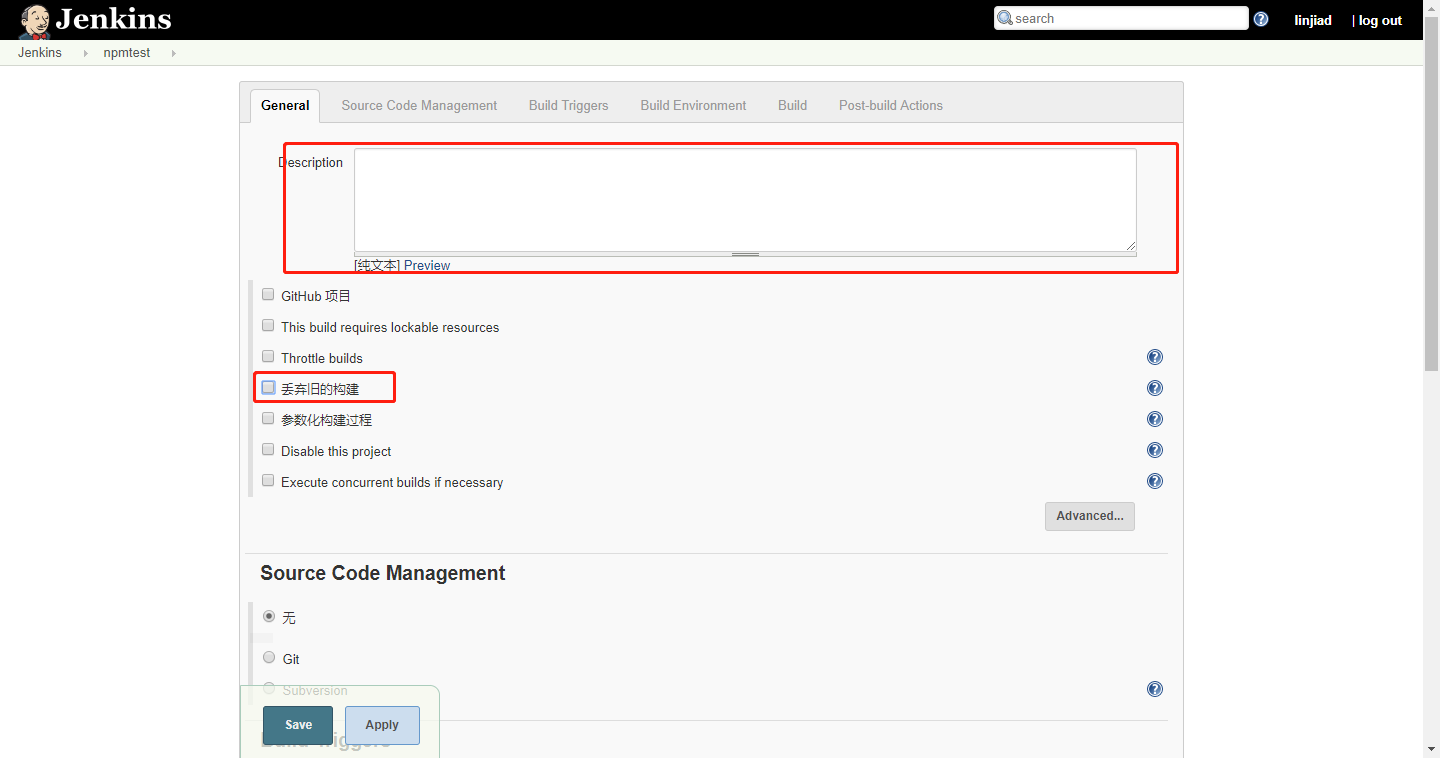 Jenkins
search
linjiad | log out
Jenkins npmtest
General Source Code Management Build Triggers Build Environment Build Post-build Actions
Description
[纯文本] Preview
GitHub 项目
This build requires lockable resources
Throttle builds
丢弃旧的构建
参数化构建过程
Disable this project
Execute concurrent builds if necessary
Advanced...
Source Code Management
无
Git
Subversion
Save Apply
Build Triggers